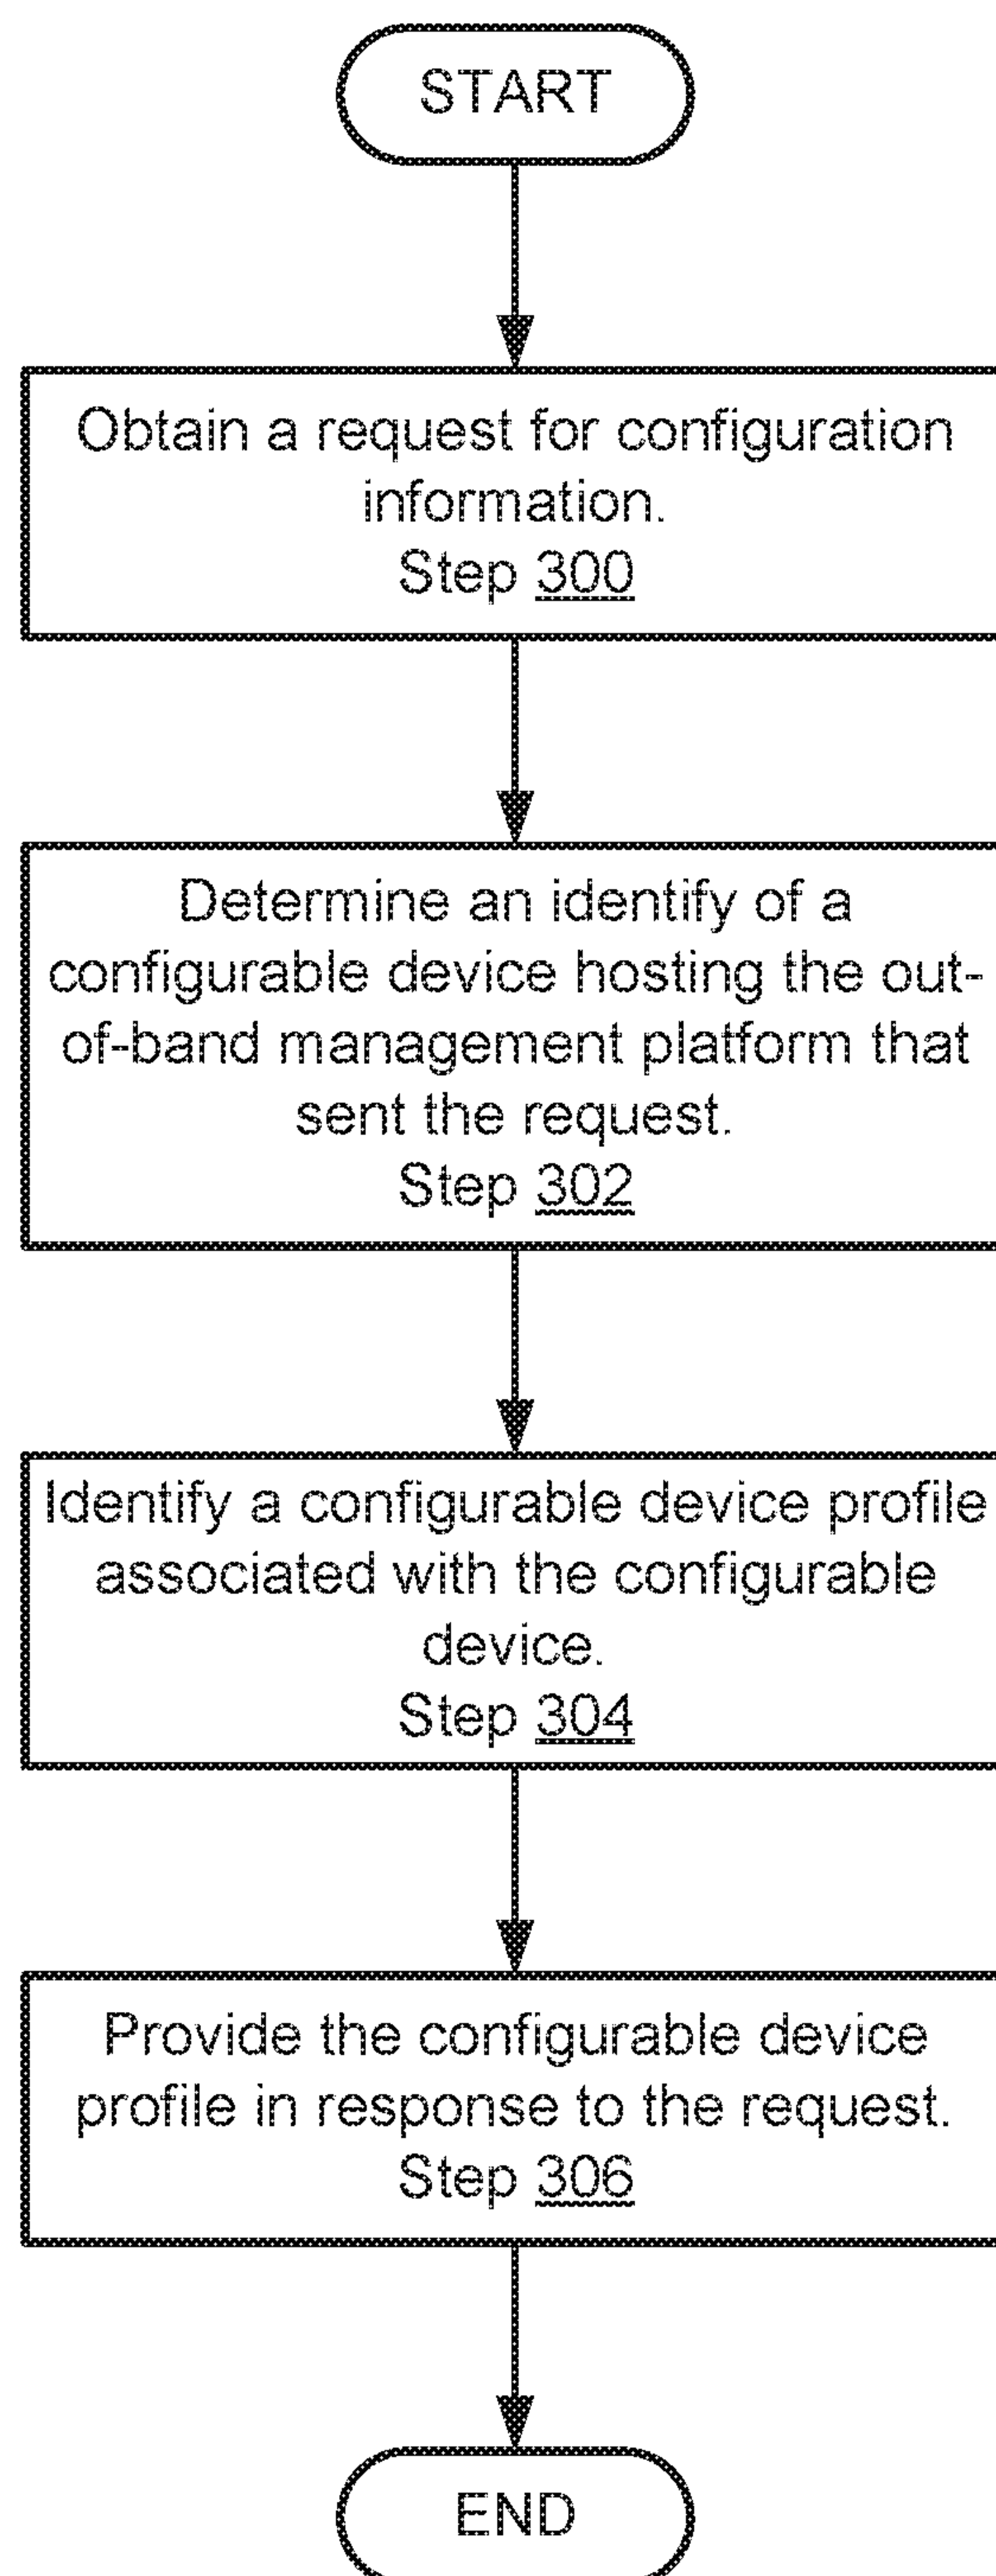 START
Obtain a request for configuration
information.
Step 300
Determine an identify of a
configurable device hosting the out-
of-band management platform that
sent the request.
Step 302
Identify a configurable device profile
associated with the configurable
device.
Step 304
Provide the configurable device
profile in response to the request.
Step 306
END